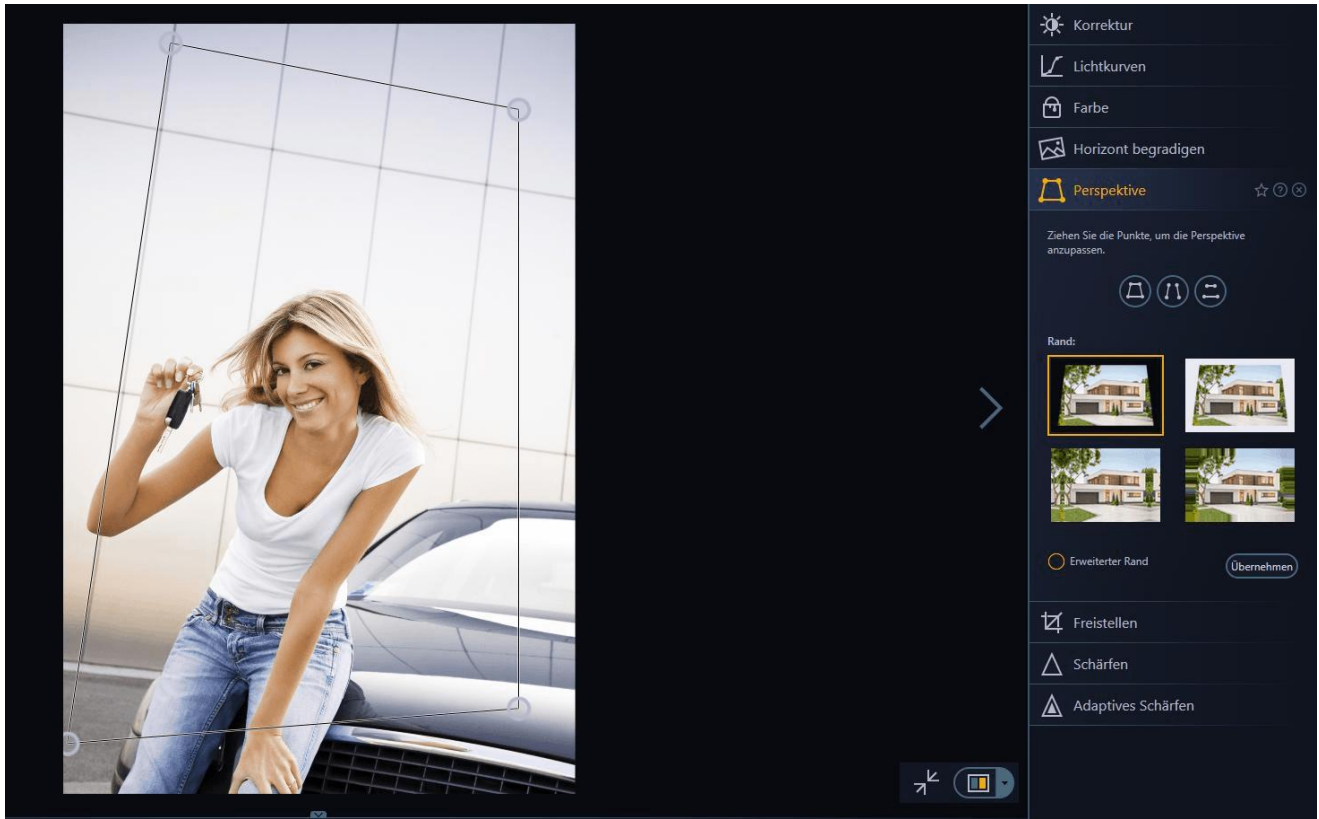 Korrektur
Lichtkurven
Farbe
Horizont begradigen
Perspektive
Ziehen Sie die Punkte, um die Perspektive
anzupassen.
Rand:
Erweiterter Rand
Übernehmen
Freistellen
Schärfen
Adaptives Schärfen